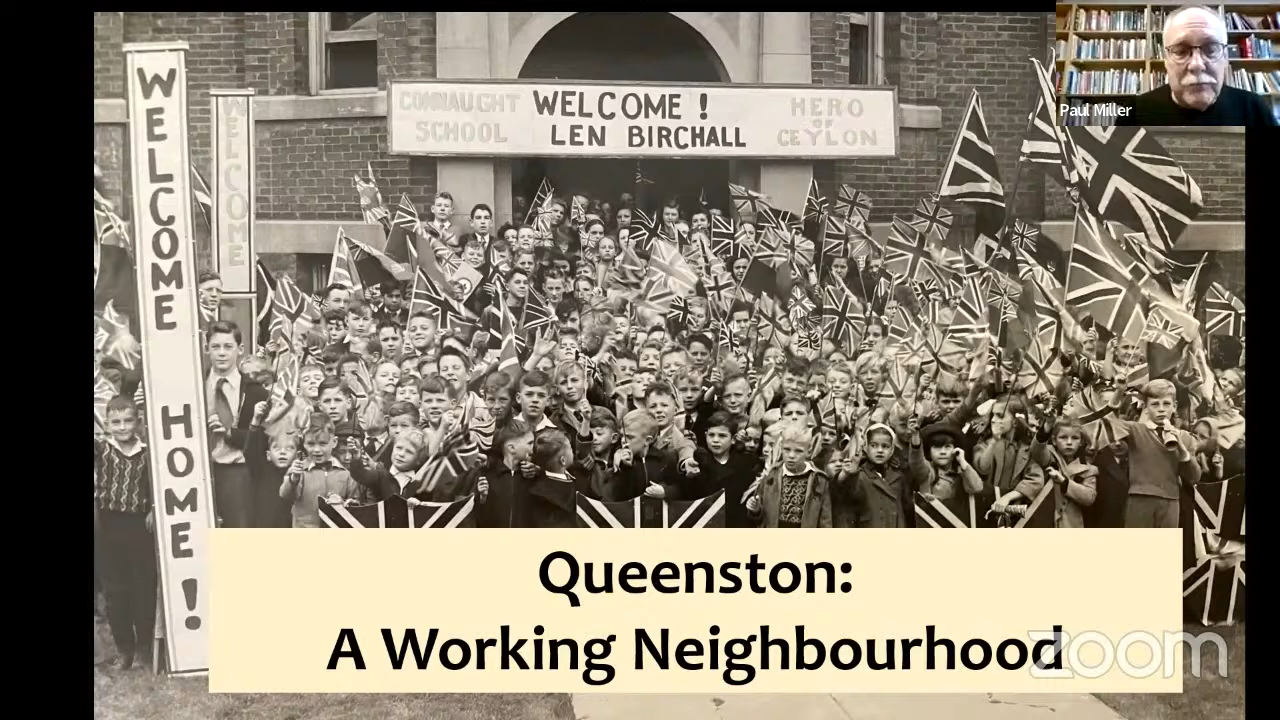 WELCOME HOME!
WELCOME
CONNAUGHT
SCHOOL
WELCOME!
LEN BIRCHALL
HERO
OF
CEYLON
Paul Miller
Queenston:
A Working Neighbourhood
zoom